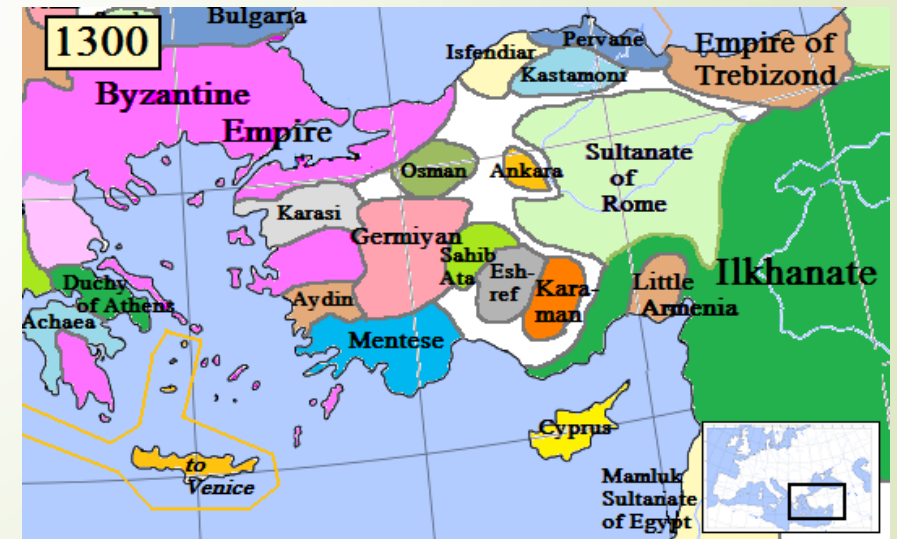 1300
Bulgaria
Byzantine
Empire
Isfendiar
Pervane
Kastamoni
Empire of
Trebizond
Osman
Ankara
Sultanate
of
Rome
Karasi
Germiyan
Sahib
Ata
Esh-
ref
Kara-
man
Little
Armenia
Ilkhanate
Duchy
of Athens
Achaea
Aydin
Mentese
Cyprus
to
Venice
Mamluk
Sultanate
of Egypt